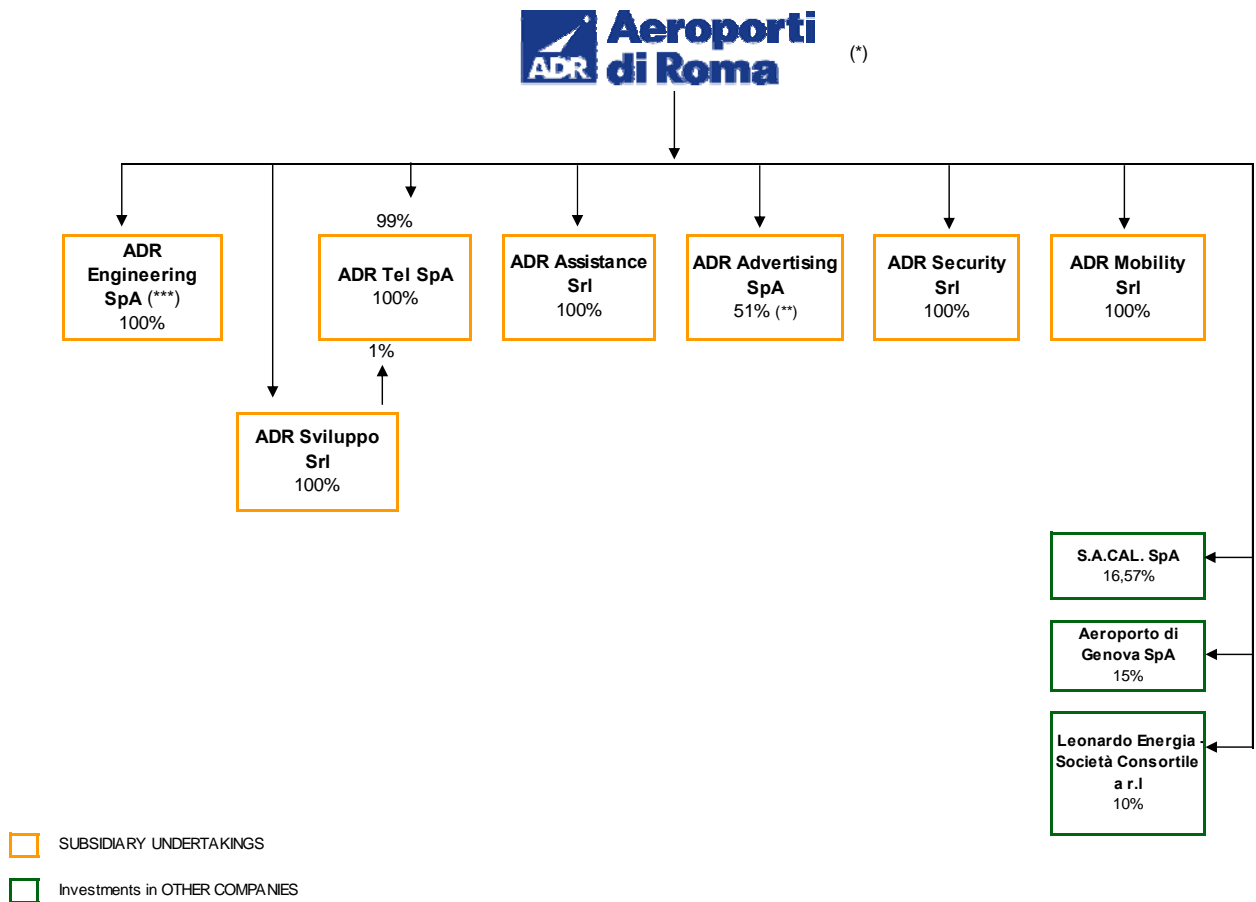 Aeroporti
di Roma
ADR
(*)
99%
ADR
Engineering
SpA (***)
100%
ADR Tel SpA
100%
ADR Assistance
Srl
100%
ADR Advertising
SpA
51% (**)
ADR Security
Srl
100%
ADR Mobility
Srl
100%
1%
ADR Sviluppo
Srl
100%
S.A.CAL. SpA
16,57%
Aeroporto di
Genova SpA
15%
Leonardo Energia -
Società Consortile
a r.l
10%
SUBSIDIARY UNDERTAKINGS
Investments in OTHER COMPANIES